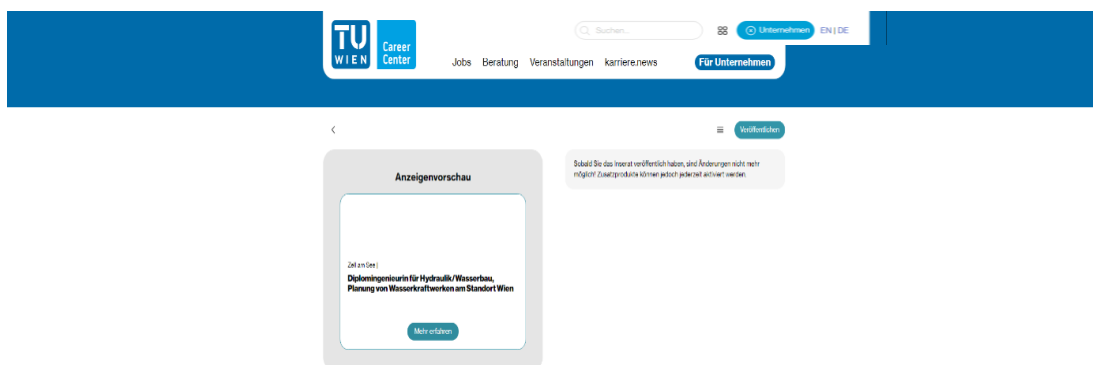 TU
WIEN
Career
Center
Suchen...
Unternehmen
EN | DE
Jobs
Beratung
Veranstaltungen
karriere.news
Für Unternehmen
Veröffentlichen
Anzeigenvorschau
Sobald Sie das Inserat veröffentlich haben, sind Änderungen nicht mehr
möglich! Zusatzprodukte können jedoch jederzeit aktiviert werden.
Zell am See |
Diplomingenieurin für Hydraulik/Wasserbau,
Planung von Wasserkraftwerken am Standort Wien
Mehr erfahren